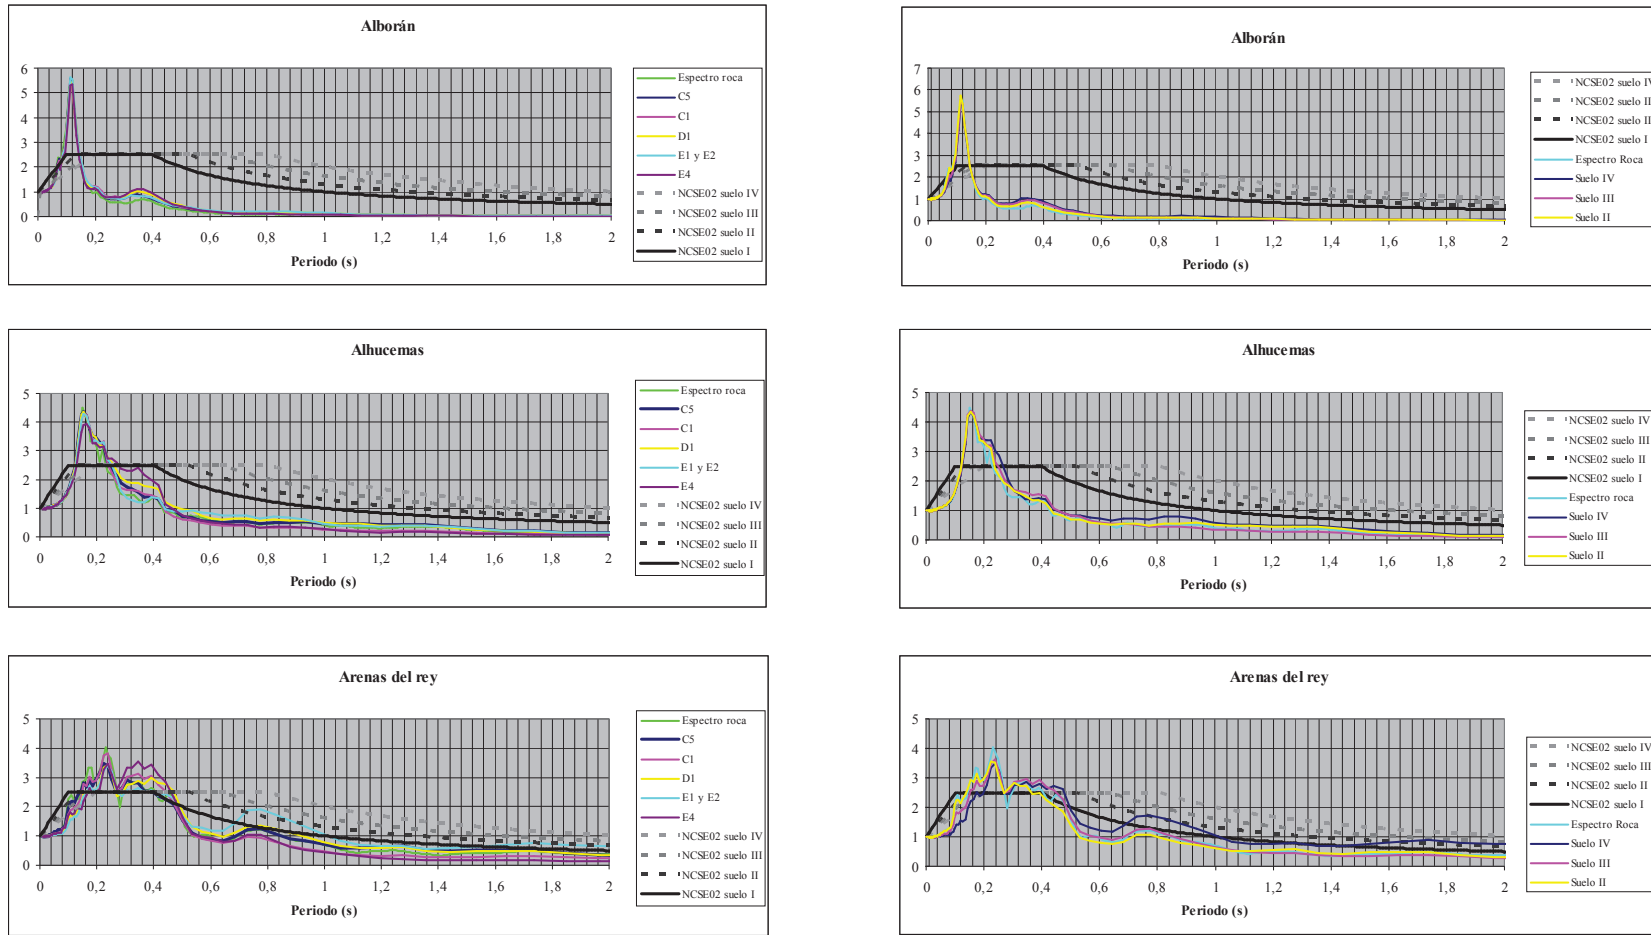 Alborán
6
5
4
3
2
1
0
0 0,2 0,4 0,6 0,8 1 1,2 1,4 1,6 1,8 2
Periodo (s)
Espectro roca
C5
C1
D1
E1 y E2
E4
NCSE02 suelo IV
NCSE02 suelo III
NCSE02 suelo II
NCSE02 suelo I
Alborán
7
6
5
4
3
2
1
0
0 0,2 0,4 0,6 0,8 1 1,2 1,4 1,6 1,8 2
Periodo (s)
NCSE02 suelo IV
NCSE02 suelo II
NCSE02 suelo II
NCSE02 suelo I
Espectro Roca
Suelo IV
Suelo III
Suelo II
Alhucemas
5
4
3
2
1
0
0 0,2 0,4 0,6 0,8 1 1,2 1,4 1,6 1,8 2
Periodo (s)
Espectro roca
C5
C1
D1
E1 y E2
E4
NCSE02 suelo IV
NCSE02 suelo III
NCSE02 suelo II
NCSE02 suelo I
Alhucemas
5
4
3
2
1
0
0 0,2 0,4 0,6 0,8 1 1,2 1,4 1,6 1,8 2
Periodo (s)
NCSE02 suelo IV
NCSE02 suelo III
NCSE02 suelo II
NCSE02 suelo I
Espectro roca
Suelo IV
Suelo III
Suelo II
Arenas del rey
5
4
3
2
1
0
0 0,2 0,4 0,6 0,8 1 1,2 1,4 1,6 1,8 2
Periodo (s)
Espectro roca
C5
C1
D1
E1 y E2
E4
NCSE02 suelo IV
NCSE02 suelo III
NCSE02 suelo II
NCSE02 suelo I
Arenas del rey
5
4
3
2
1
0
0 0,2 0,4 0,6 0,8 1 1,2 1,4 1,6 1,8 2
Periodo (s)
NCSE02 suelo IV
NCSE02 suelo III
NCSE02 suelo II
NCSE02 suelo I
Espectro Roca
Suelo IV
Suelo III
Suelo II